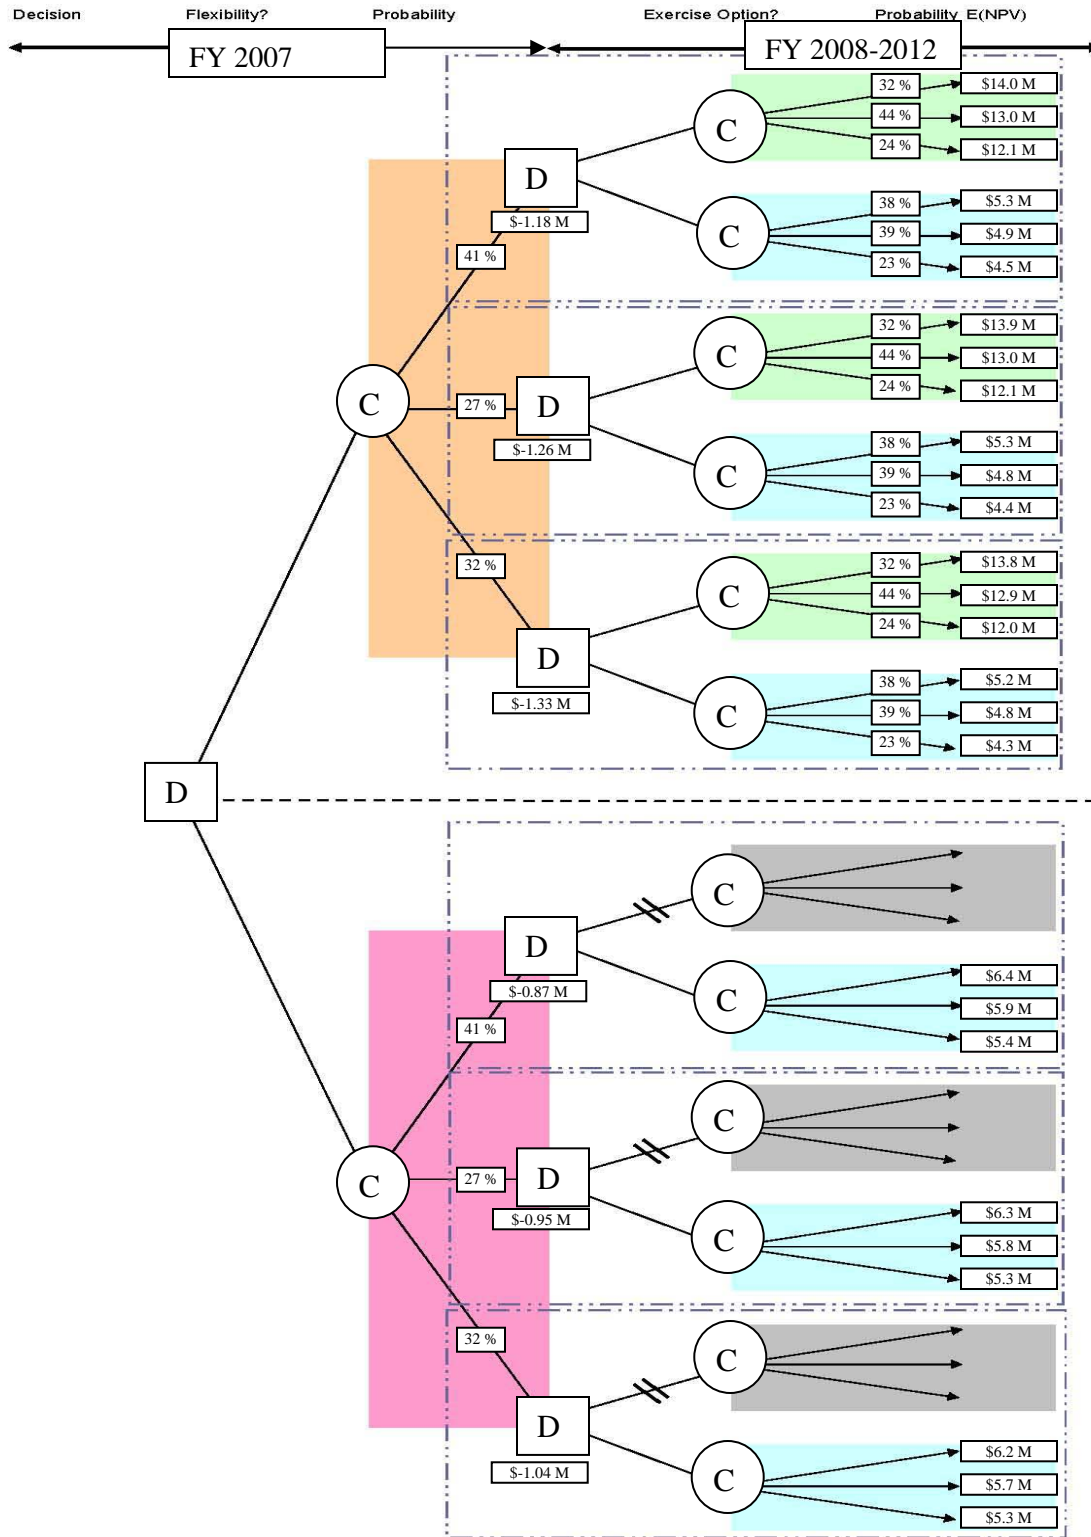 Decision Flexibility? Probability Exercise Option? Probability E(NPV)
FY 2007 FY 2008-2012
32 % $14.0 M
C 44 % $13.0 M
24 % $12.1 M
D
$-1.18 M
38 % $5.3 M
C 39 % $4.9 M
23 % $4.5 M
41 %
32 % $13.9 M
C 44 % $13.0 M
24 % $12.1 M
C 27 % D
$-1.26 M
38 % $5.3 M
C 39 % $4.8 M
23 % $4.4 M
32 %
32 % $13.8 M
C 44 % $12.9 M
24 % $12.0 M
D
$-1.33 M
38 % $5.2 M
C 39 % $4.8 M
23 % $4.3 M
D
C
D
$-0.87 M
$6.4 M
C $5.9 M
$5.4 M
41 %
C
C 27 % D
$-0.95 M
$6.3 M
C $5.8 M
$5.3 M
32 %
C
D
$-1.04 M
$6.2 M
C $5.7 M
$5.3 M